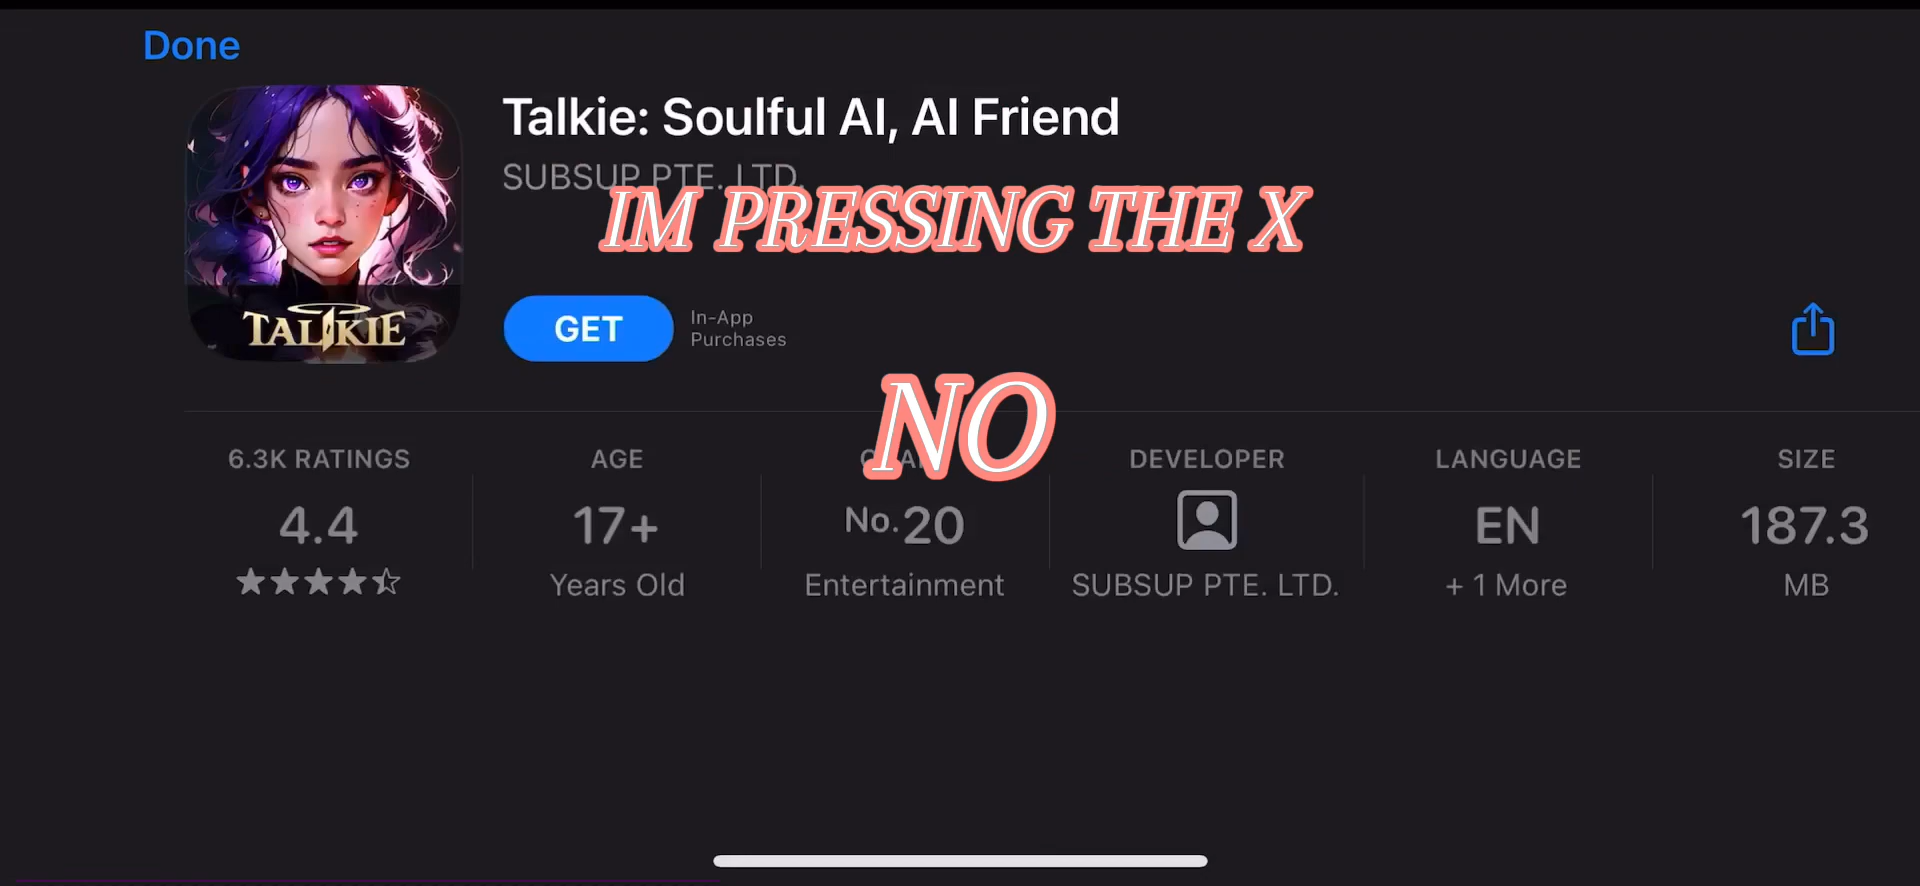 Done
Talkie: Soulful AI, AI Friend
SUBSUP PTE. LTD.
IM PRESSING THE X
TALKIE
GET
In-App
Purchases
NO
6.3K RATINGS
AGE
DEVELOPER
LANGUAGE
SIZE
4.4
17+
No.20
EN
187.3
Years Old
Entertainment
SUBSUP PTE. LTD.
+ 1 More
MB